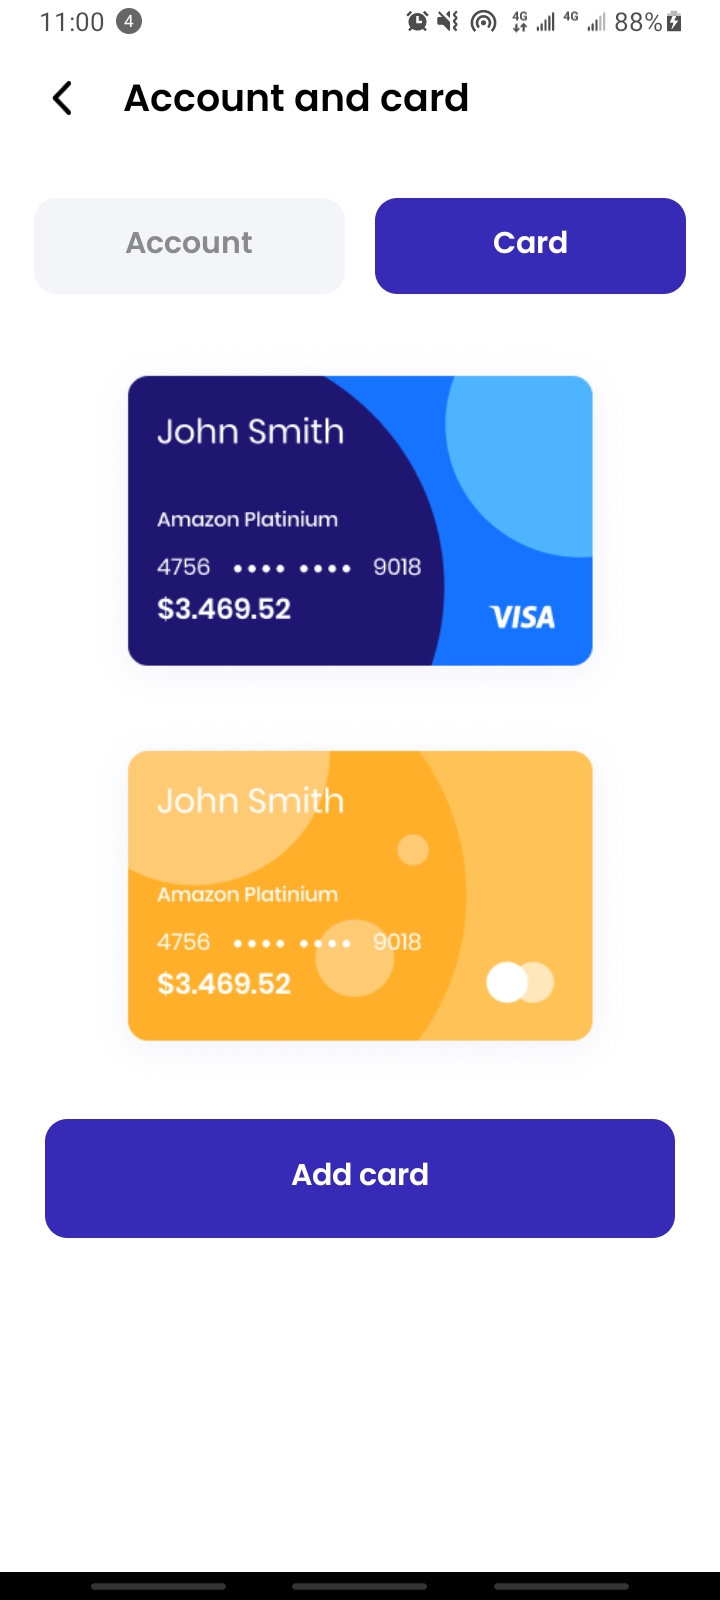 11:00 4 4G 4G 88%
Account and card
Account Card
John Smith
Amazon Platinium
4756 •••• •••• 9018
$3.469.52
VISA
John Smith
Amazon Platinium
4756 •••• •••• 9018
$3.469.52
Add card